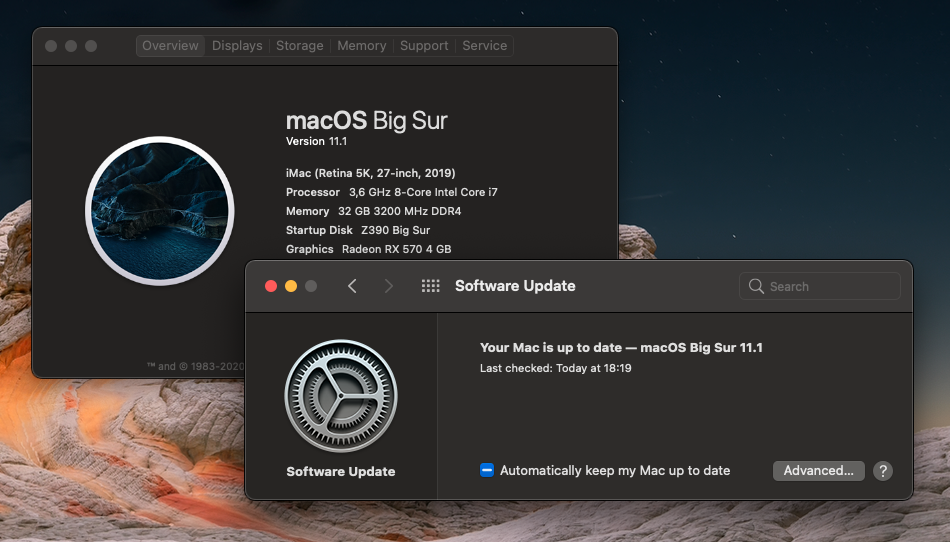 Overview Displays Storage Memory Support Service
macOS Big Sur
Version 11.1
iMac (Retina 5K, 27-inch, 2019)
Processor 3,6 GHz 8-Core Intel Core i7
Memory 32 GB 3200 MHz DDR4
Startup Disk Z390 Big Sur
Graphics Radeon RX 570 4 GB
™ and © 1983-2020
Software Update
Search
Your Mac is up to date — macOS Big Sur 11.1
Last checked: Today at 18:19
Software Update
Automatically keep my Mac up to date
Advanced...
?